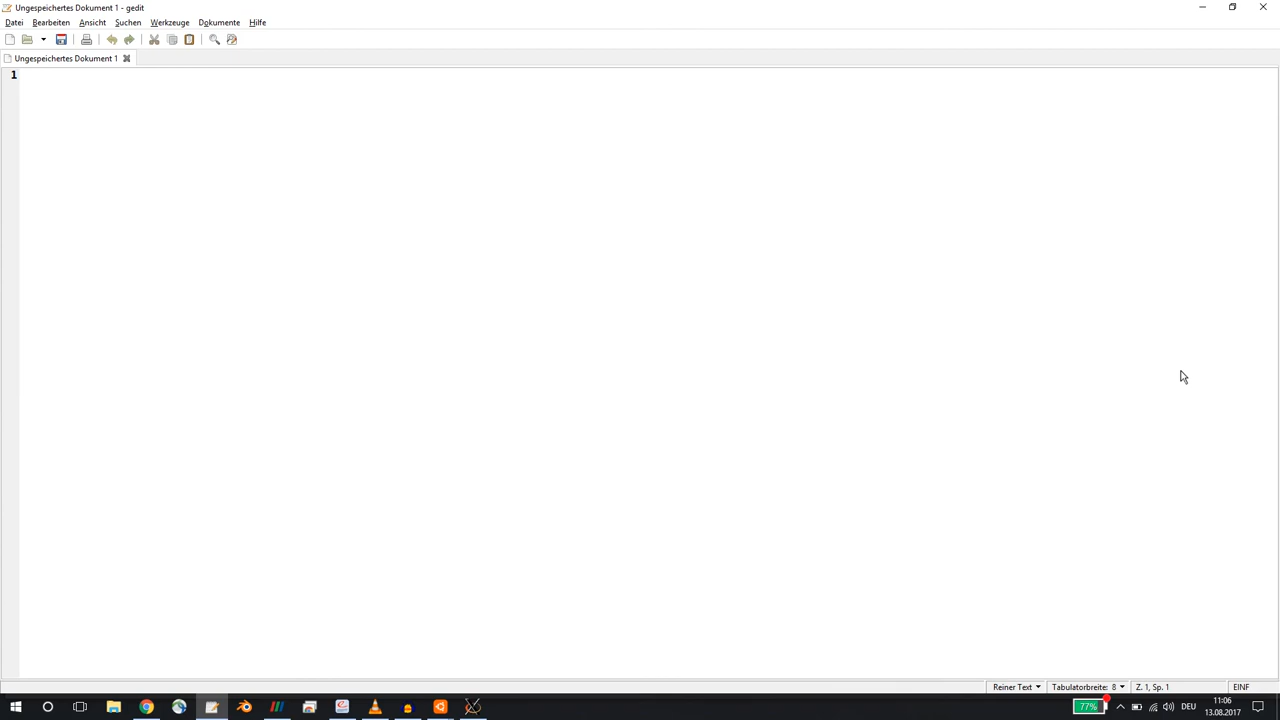 Ungespeichertes Dokument 1 - gedit
Datei Bearbeiten Ansicht Suchen Werkzeuge Dokumente Hilfe
Ungespeichertes Dokument 1
1
Reiner Text Tabulatorbreite: 8 Z. 1, Sp. 1 EINF
77% DEU 11:06
13.08.2017